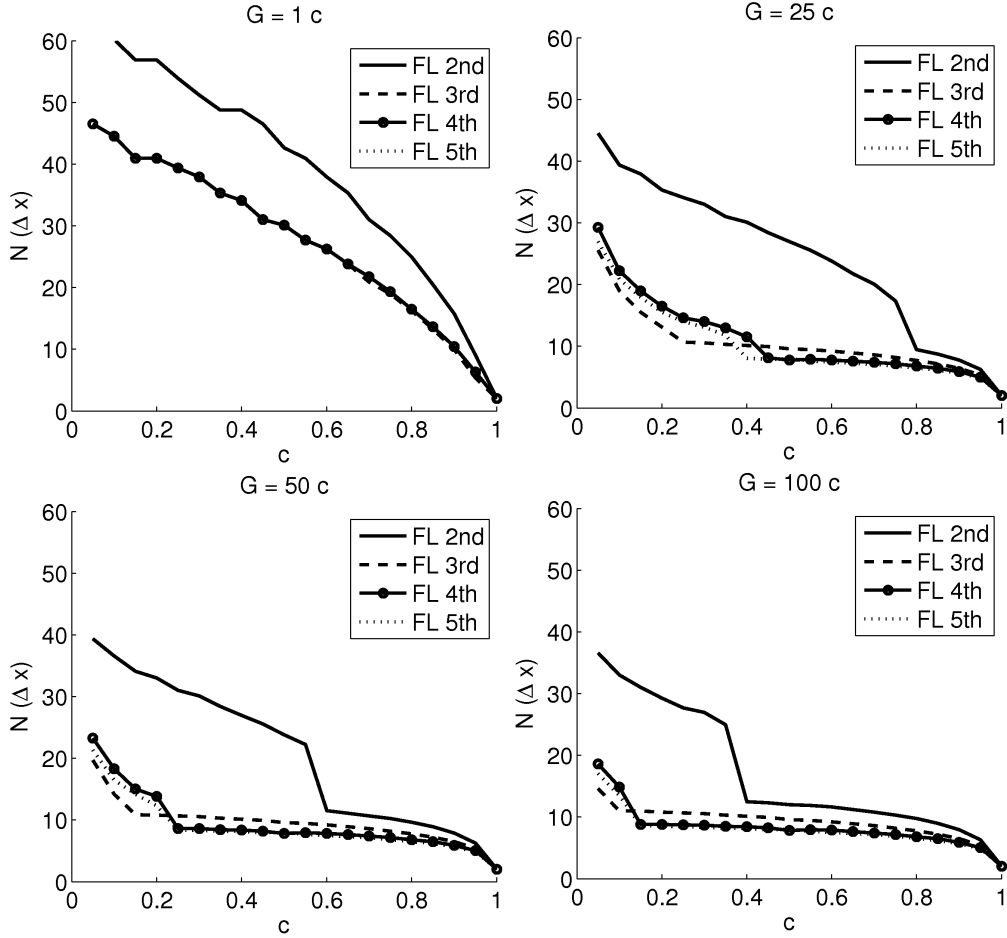 G = 1 c
60
50
40
30
20
10
0
N (Δ x)
0
0.2
0.4
0.6
0.8
1
c
FL 2nd
FL 3rd
FL 4th
FL 5th
G = 25 c
60
50
40
30
20
10
0
N (Δ x)
0
0.2
0.4
0.6
0.8
1
c
FL 2nd
FL 3rd
FL 4th
FL 5th
G = 50 c
60
50
40
30
20
10
0
N (Δ x)
0
0.2
0.4
0.6
0.8
1
c
FL 2nd
FL 3rd
FL 4th
FL 5th
G = 100 c
60
50
40
30
20
10
0
N (Δ x)
0
0.2
0.4
0.6
0.8
1
c
FL 2nd
FL 3rd
FL 4th
FL 5th